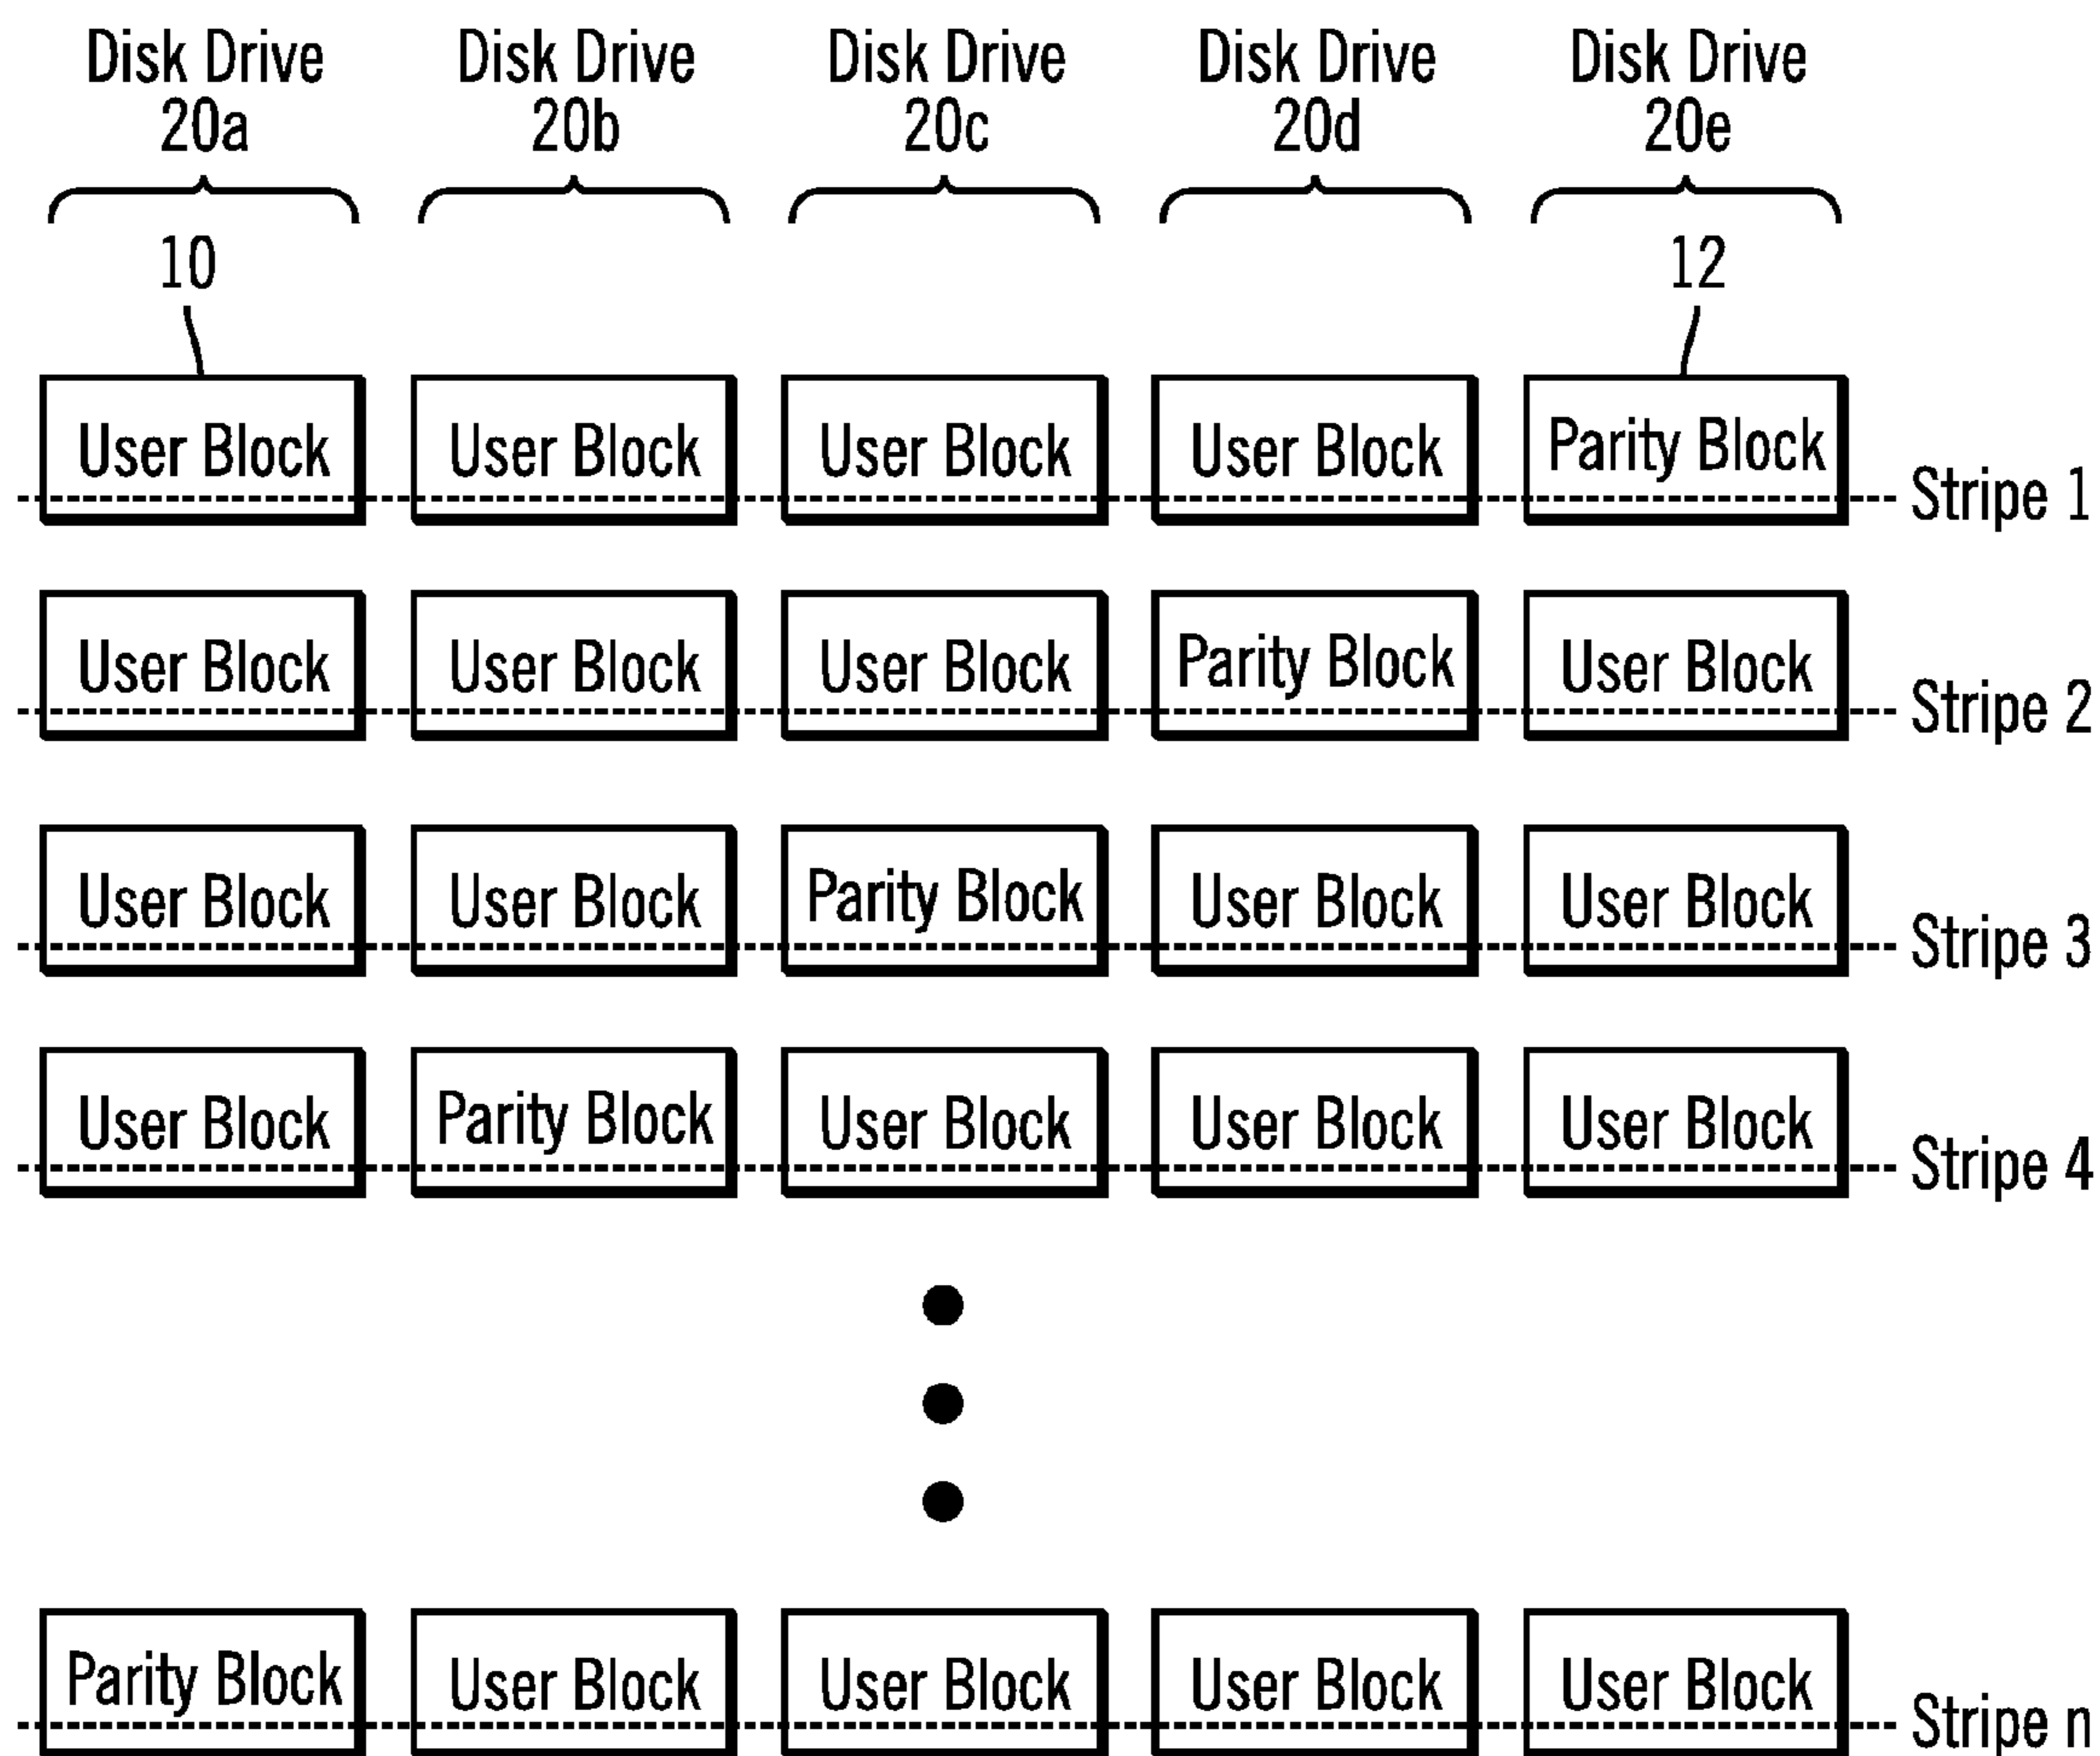 Disk Drive Disk Drive Disk Drive Disk Drive Disk Drive
20a 20b 20c 20d 20e
10 12
User Block User Block User Block User Block Parity Block
Stripe 1
User Block User Block User Block Parity Block User Block
Stripe 2
User Block User Block Parity Block User Block User Block
Stripe 3
User Block Parity Block User Block User Block User Block
Stripe 4
Parity Block User Block User Block User Block User Block
Stripe n